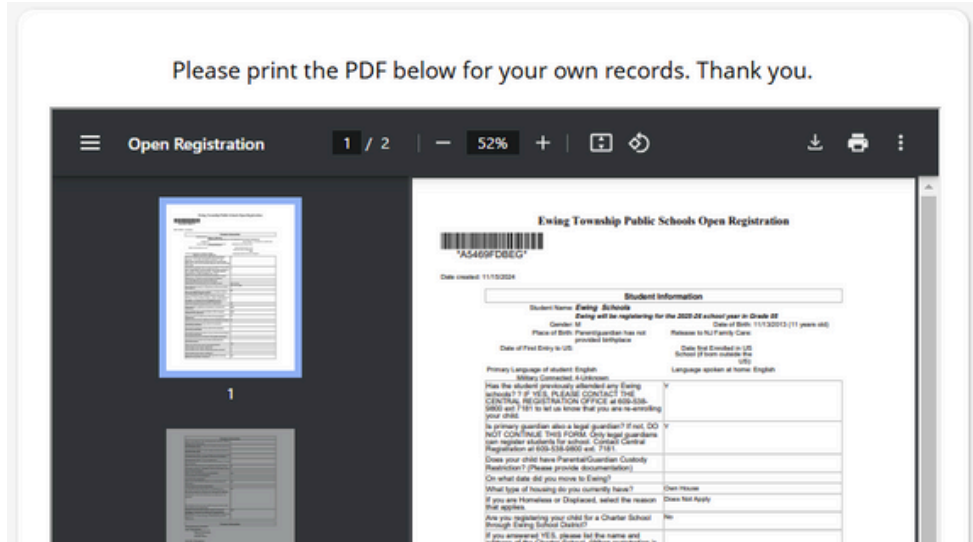 Please print the PDF below for your own records. Thank you.
Open Registration
1 / 2
52%
1
Ewing Township Public Schools Open Registration
*A5469FDBEG*
Date created: 11/15/2024
Student Information
Student Name: Ewing Schools
Ewing will be registering for the 2025-26 school year in Grade 05
Gender: M Date of Birth: 11/13/2013 (11 years old)
Place of Birth: Parent/guardian has not provided birthplace Release to NJ Family Care:
Date of First Entry to US: Date first Enrolled in US School (if born outside the US):
Primary Language of student: English Language spoken at home: English
Military Connected: 4-Unknown
Has the student previously attended any Ewing Y
schools? ? IF YES, PLEASE CONTACT THE
CENTRAL REGISTRATION OFFICE at 609-538-
9800 ext 7181 to let us know that you are re-enrolling
your child.
Is primary guardian also a legal guardian? If not, DO Y
NOT CONTINUE THIS FORM. Only legal guardians
can register students for school. Contact Central
Registration at 609-538-9800 ext. 7181.
Does your child have Parental/Guardian Custody
Restriction? (Please provide documentation)
On what date did you move to Ewing?
What type of housing do you currently have? Own House
If you are Homeless or Displaced, select the reason Does Not Apply
that applies.
Are you registering your child for a Charter School No
through Ewing School District?
If you answered YES, please list the name and